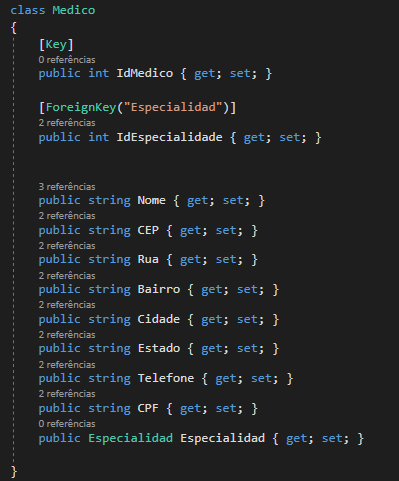 class Medico
{
[Key]
0 referências
public int IdMedico { get; set; }
[ForeignKey("Especialidad")]
2 referências
public int IdEspecialidade { get; set; }
3 referências
public string Nome { get; set; }
2 referências
public string CEP { get; set; }
2 referências
public string Rua { get; set; }
2 referências
public string Bairro { get; set; }
2 referências
public string Cidade { get; set; }
2 referências
public string Estado { get; set; }
2 referências
public string Telefone { get; set; }
2 referências
public string CPF { get; set; }
0 referências
public Especialidad Especialidad { get; set; }
}